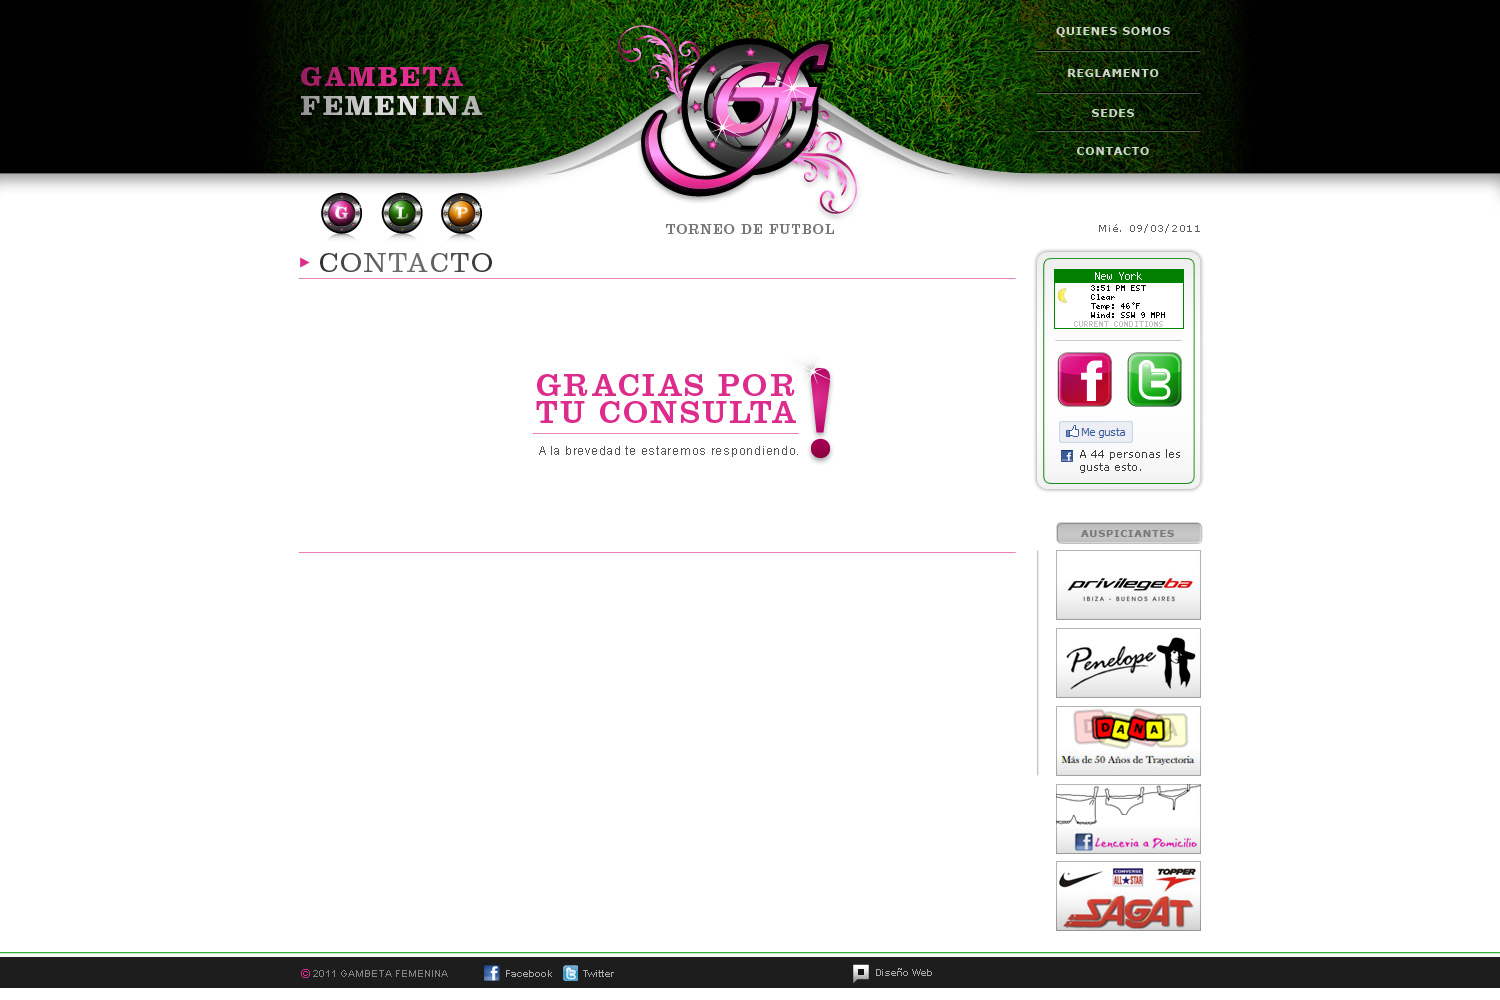 GAMBETA
FEMENINA
Gf
QUIENES SOMOS
REGLAMENTO
SEDES
CONTACTO
G L P
TORNEO DE FUTBOL
Mié. 09/03/2011
CONTACTO
New York
3:51 PM EST
Clear
Temp: 46°F
Wind: SSW 9 MPH
CURRENT CONDITIONS
GRACIAS POR
TU CONSULTA!
A la brevedad te estaremos respondiendo.
f t
Me gusta
A 44 personas les
gusta esto.
AUSPICIANTES
privilegeba
IBIZA - BUENOS AIRES
Penelope
DANA
Más de 50 Años de Trayectoria
Lenceria a Domicilio
CONVERSE
ALL STAR
TOPPER
SAGAT
© 2011 GAMBETA FEMENINA
Facebook
Twitter
Diseño Web